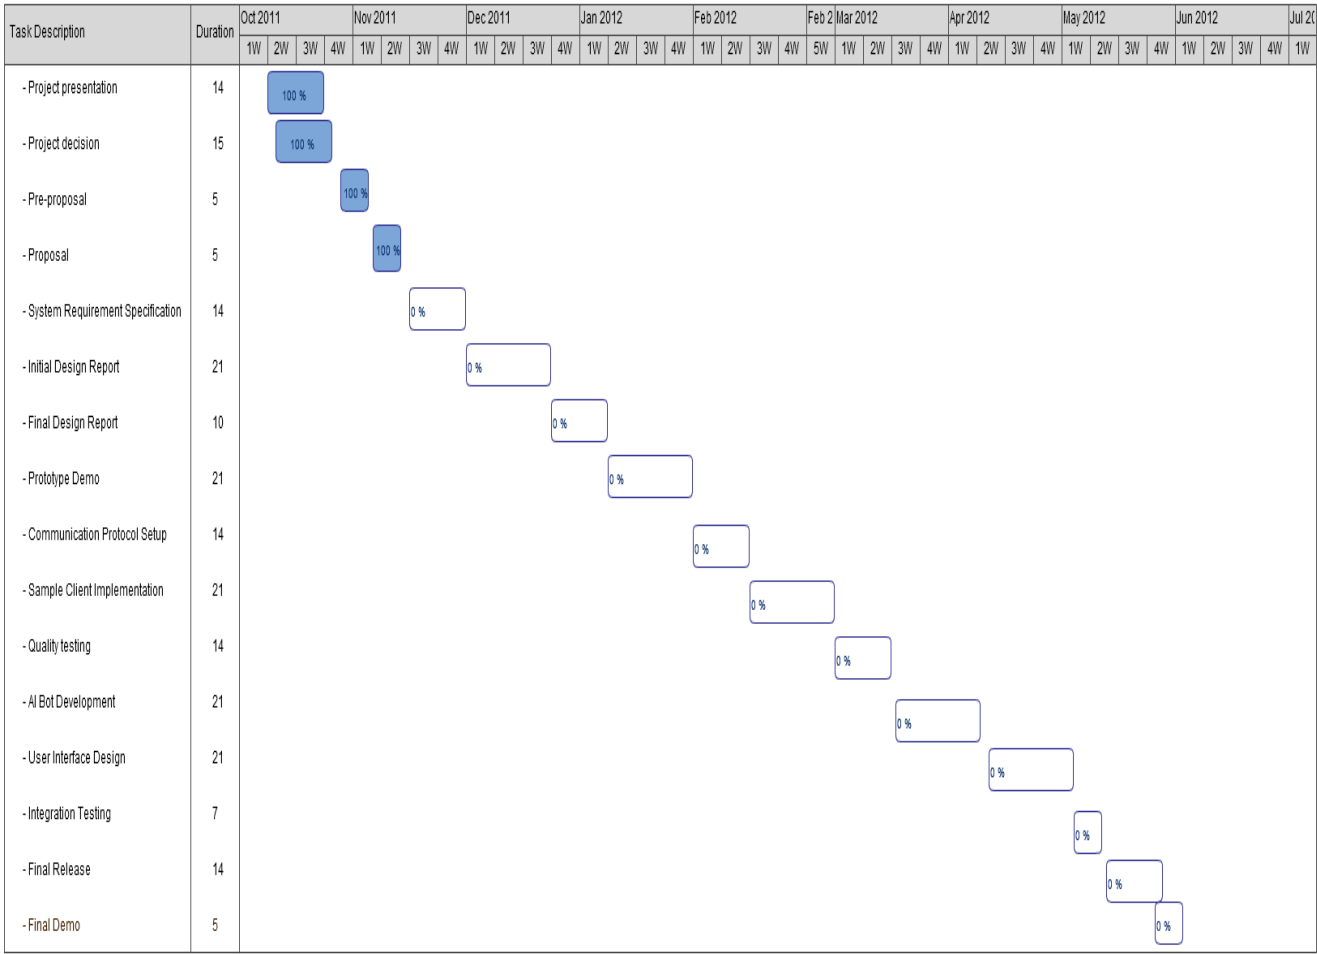 Task Description Duration Oct 2011 Nov 2011 Dec 2011 Jan 2012 Feb 2012 Feb 2 Mar 2012 Apr 2012 May 2012 Jun 2012 Jul 20
1W 2W 3W 4W 1W 2W 1W 2W 3W 4W 1W 2W 3W 4W 1W 2W 3W 4W 5W 1W 2W 3W 4W 1W 2W 3W 4W 1W 2W 3W 4W 1W 2W 3W 4W 1W
- Project presentation 14 100 %
- Project decision 15 100 %
- Pre-proposal 5 100 %
- Proposal 5 100 %
- System Requirement Specification 14 0 %
- Initial Design Report 21 0 %
- Final Design Report 10 0 %
- Prototype Demo 21 0 %
- Communication Protocol Setup 14 0 %
- Sample Client Implementation 21 0 %
- Quality testing 14 0 %
- AI Bot Development 21 0 %
- User Interface Design 21 0 %
- Integration Testing 7 0 %
- Final Release 14 0 %
- Final Demo 5 0 %